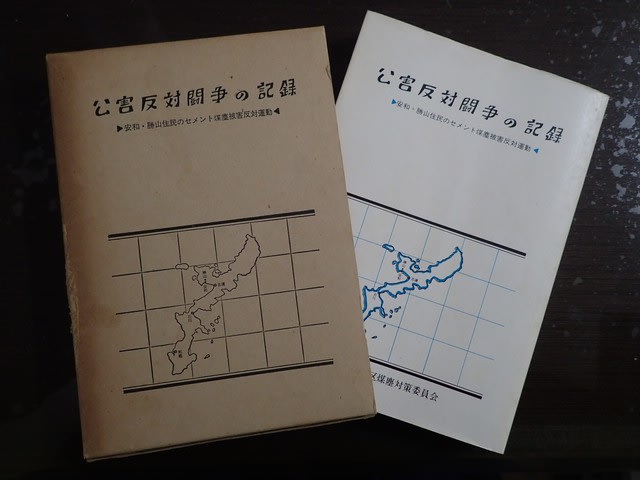 公害反対闘争の記録
▶安和・勝山住民のセメント煤塵被害反対運動◀
公害反対闘争の記録
▶安和・勝山住民のセメント煤塵被害反対運動◀
区煤塵対策委員会